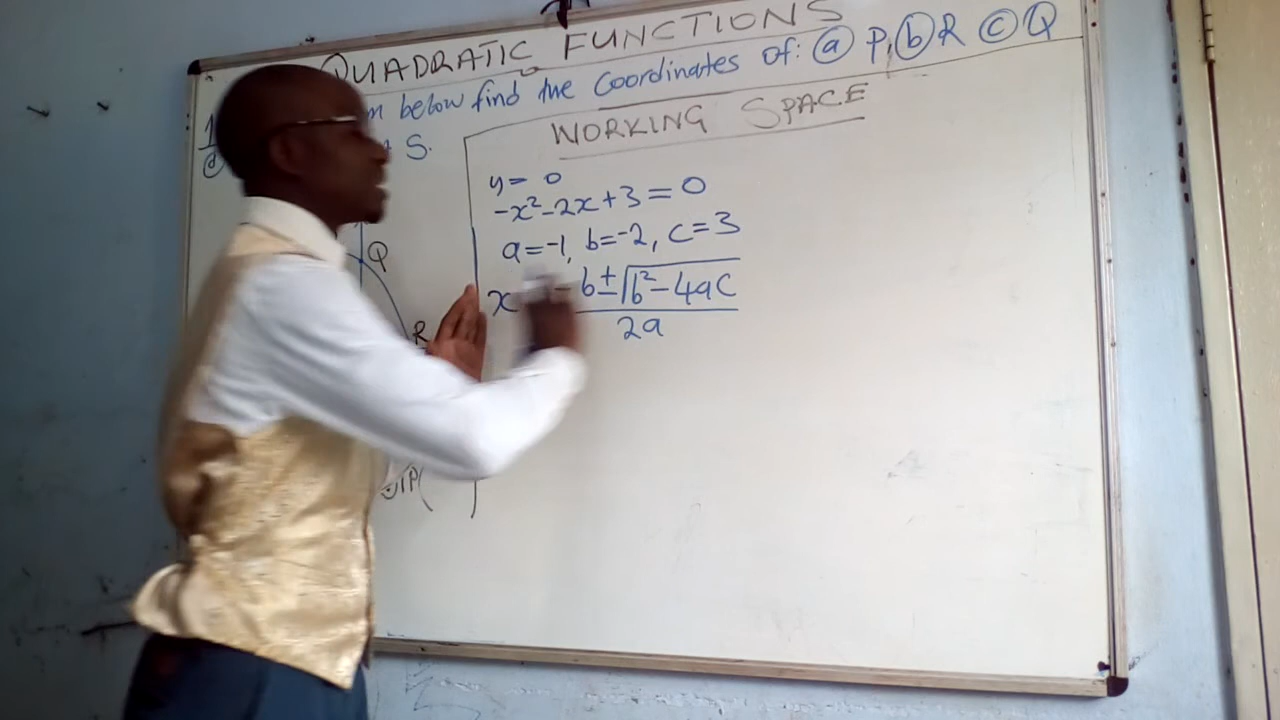 QUADRATIC FUNCTIONS
below find the Coordinates of: ⓐ P, ⓑ R ⓒ Q
ⓓ S.
WORKING SPACE
y = 0
-x²-2x+3=0
a=-1, b=-2, c=3
x -b±√b²-4ac
2a
Q
R
(a) P(